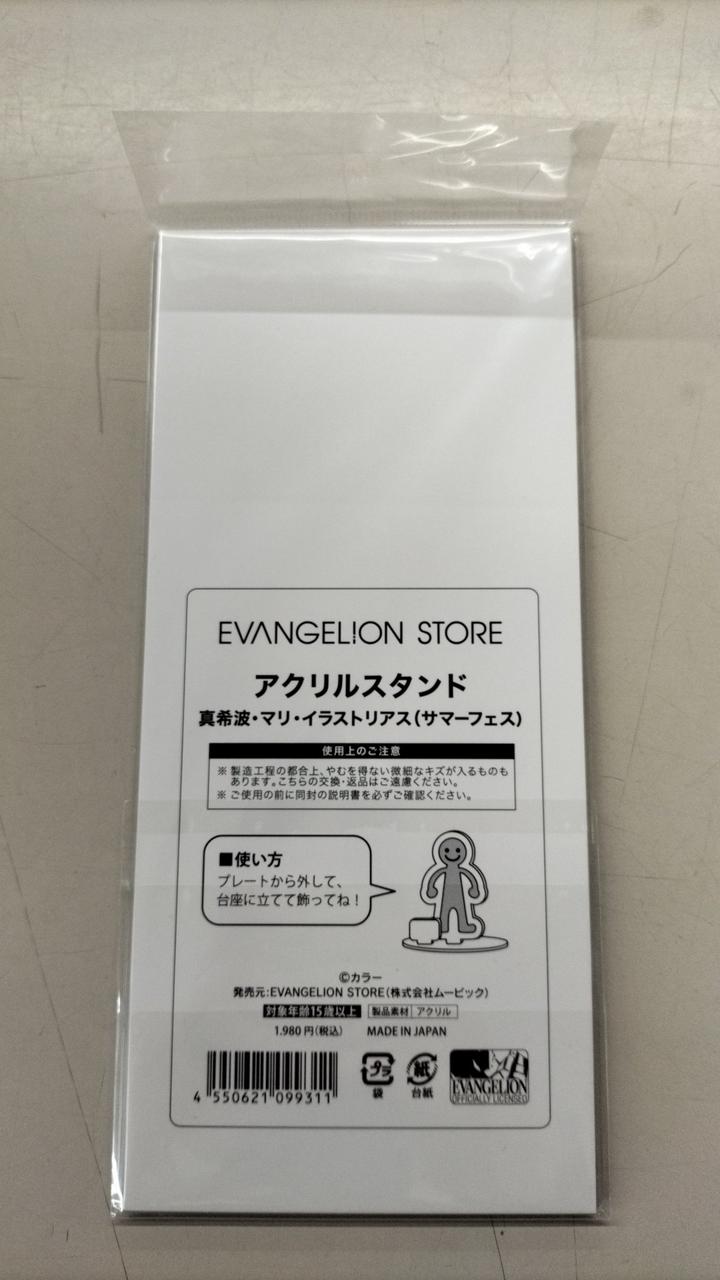 EVANGELION STORE
アクリルスタンド
真希波・マリ・イラストリアス(サマーフェス)
使用上のご注意
※製造工程の都合上、やむを得ない微細なキズが入るものも
あります。こちらの交換・返品はご遠慮ください。
※ご使用の前に同封の説明書を必ずご確認ください。
■使い方
プレートから外して、
台座に立てて飾ってね！
©カラー
発売元:EVANGELION STORE(株式会社ムービック)
対象年齢15歳以上 製品素材 アクリル
1,980円(税込) MADE IN JAPAN
4 550621 099311
プラ 袋
紙 台紙
EVANGELION
OFFICIALLY LICENSED